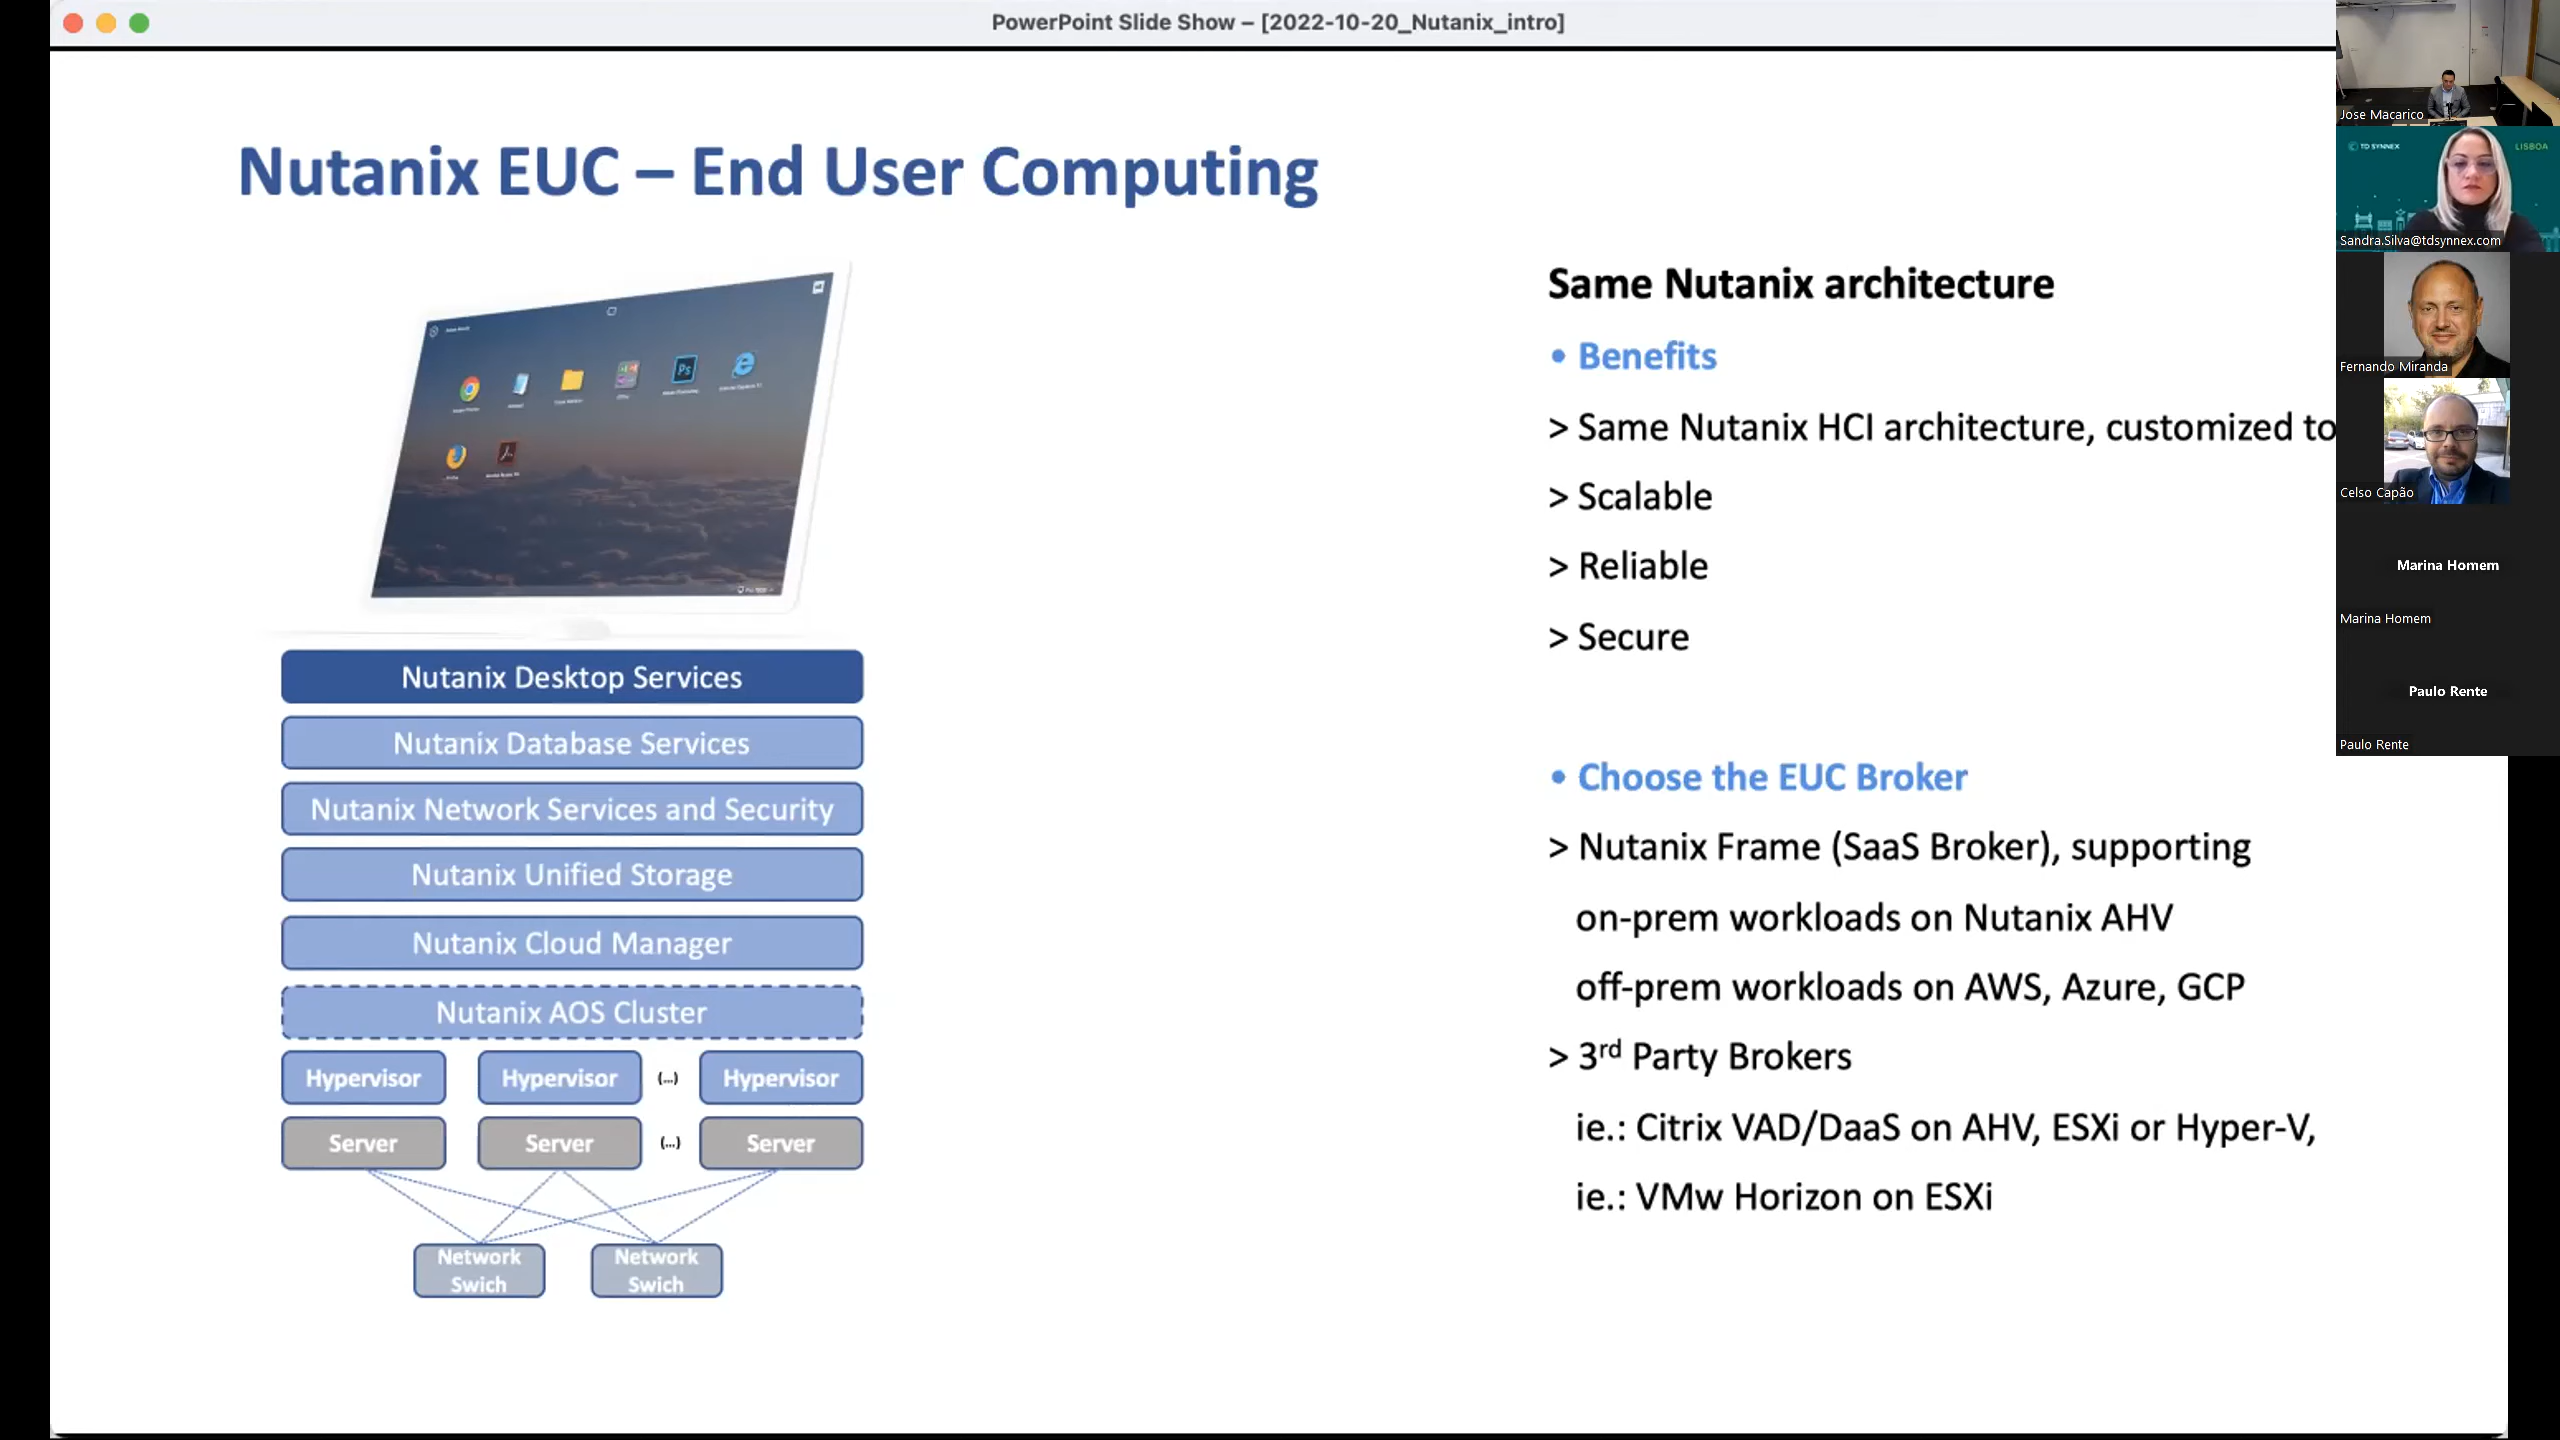 PowerPoint Slide Show – [2022-10-20_Nutanix_intro]
Nutanix EUC – End User Computing
Ps
Nutanix Desktop Services
Nutanix Database Services
Nutanix Network Services and Security
Nutanix Unified Storage
Nutanix Cloud Manager
Nutanix AOS Cluster
Hypervisor Hypervisor (...) Hypervisor
Server Server (...) Server
Network Network
Swich Swich
Same Nutanix architecture
• Benefits
> Same Nutanix HCI architecture, customized to
> Scalable
> Reliable
> Secure
• Choose the EUC Broker
> Nutanix Frame (SaaS Broker), supporting
on-prem workloads on Nutanix AHV
off-prem workloads on AWS, Azure, GCP
> 3rd Party Brokers
ie.: Citrix VAD/DaaS on AHV, ESXi or Hyper-V,
ie.: VMw Horizon on ESXi
Jose Macarico
TD SYNNEX LISBOA
Sandra.Silva@tdsynnex.com
Fernando Miranda
Celso Capão
Marina Homem
Marina Homem
Paulo Rente
Paulo Rente